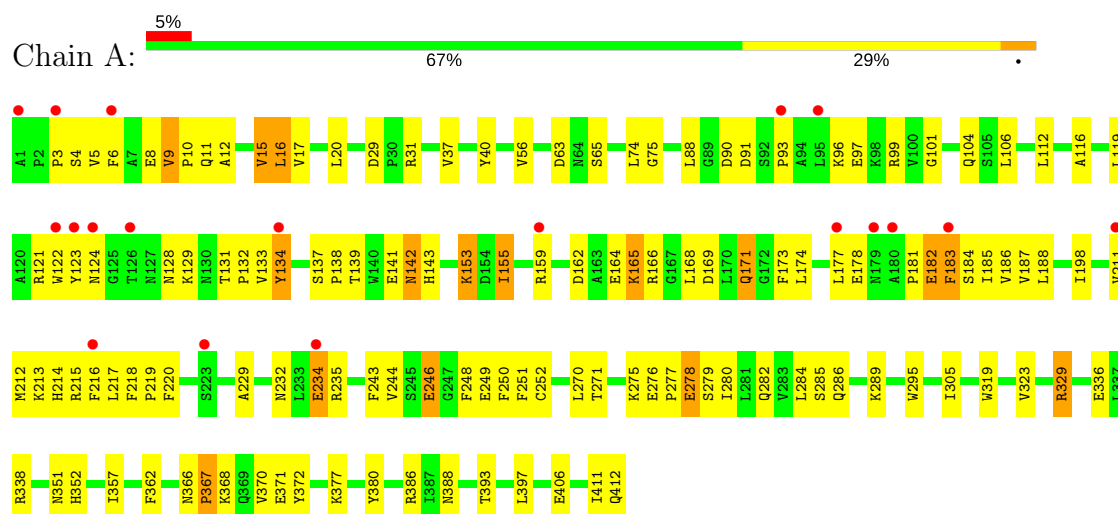 5%
Chain A:
67% 29% •
A1 P2 P3 S4 V5 F6 A7 E8 V9 P10 Q11 A12 V15 L16 V17 L20 D29 P30 R31 V37 Y40 V56 D63 N64 S65 L74 G75 L88 G89 D90 D91 S92 P93 A94 L95 K96 E97 K98 R99 V100 G101 Q104 S105 L106 L112 A116 L119
A120 R121 W122 Y123 N124 G125 T126 N127 N128 K129 N130 T131 P132 V133 Y134 S137 P138 T139 W140 E141 N142 H143 K153 D154 I155 R159 D162 A163 E164 K165 R166 G167 L168 D169 L170 Q171 G172 F173 L174 L177 E178 N179 A180 P181 E182 F183 S184 I185 V186 V187 L188 I198 V211
M212 K213 H214 R215 F216 L217 F218 P219 F220 S223 A229 N232 L233 E234 R235 F243 V244 S245 E246 G247 F248 E249 F250 F251 C252 L270 T271 K275 E276 P277 E278 S279 I280 L281 Q282 V283 L284 S285 Q286 K289 W295 I305 W319 V323 R329 E336 L337
R338 N351 H352 I357 F362 N366 P367 K368 Q369 V370 E371 Y372 K377 Y380 R386 I387 N388 T393 L397 E406 I411 Q412